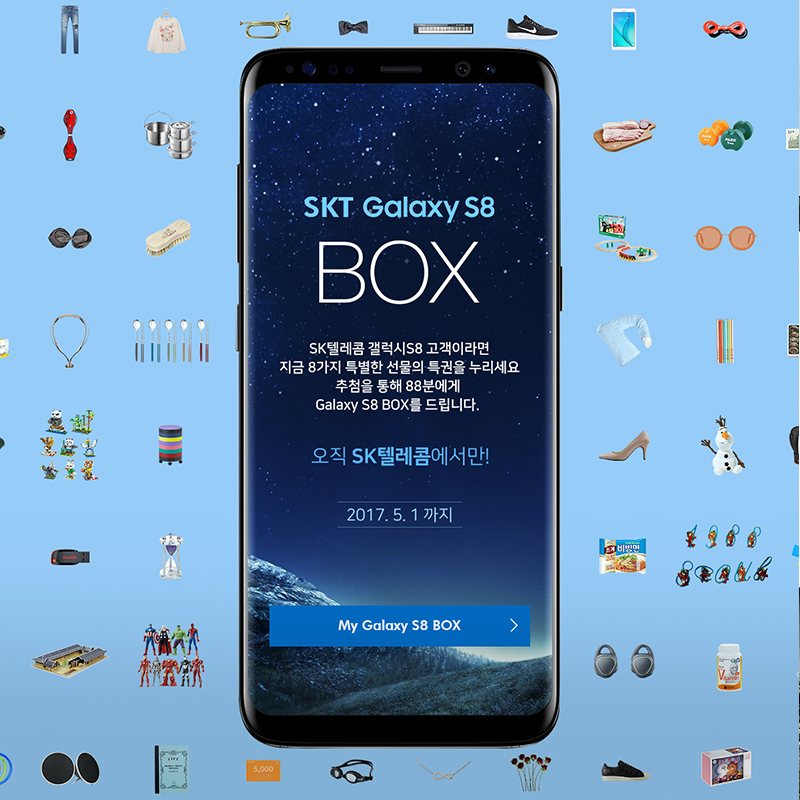 SKT Galaxy S8
BOX
SK텔레콤 갤럭시S8 고객이라면
지금 8가지 특별한 선물의 특권을 누리세요
추첨을 통해 88분에게
Galaxy S8 BOX를 드립니다.
오직 SK텔레콤에서만!
2017. 5. 1 까지
비빔면
My Galaxy S8 BOX
Vitamin
5,000